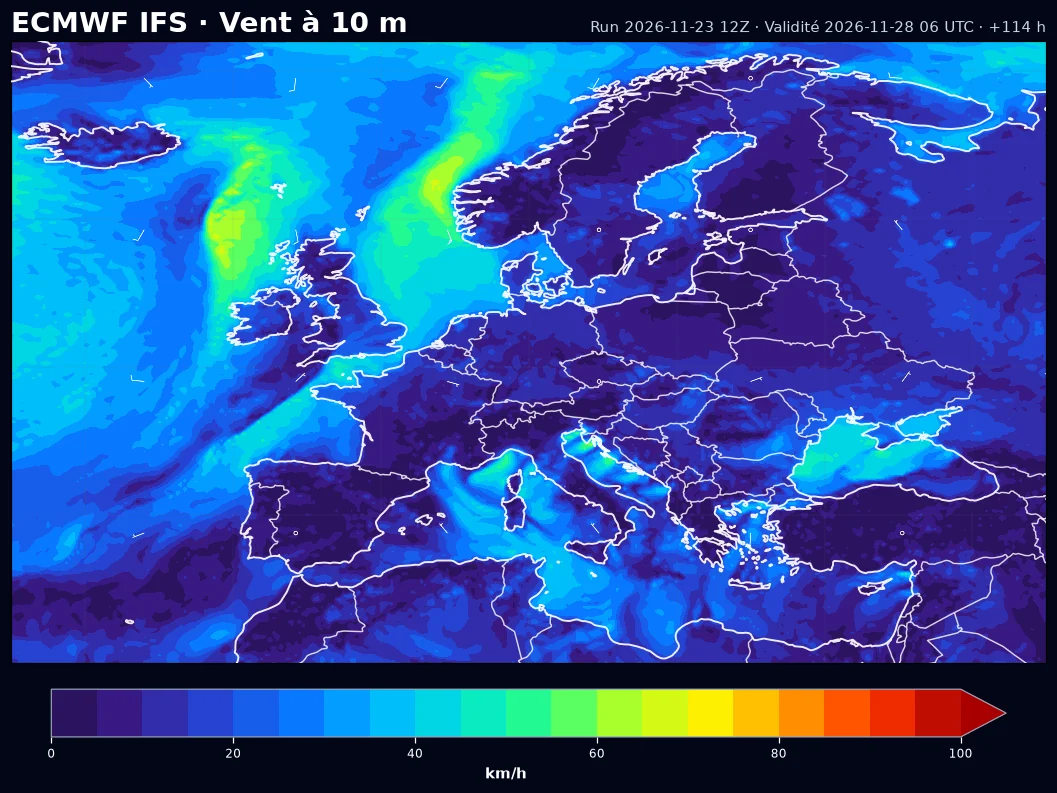 ECMWF IFS · Vent à 10 m
Run 2026-11-23 12Z · Validité 2026-11-28 06 UTC · +114 h
0 20 40 60 80 100
km/h